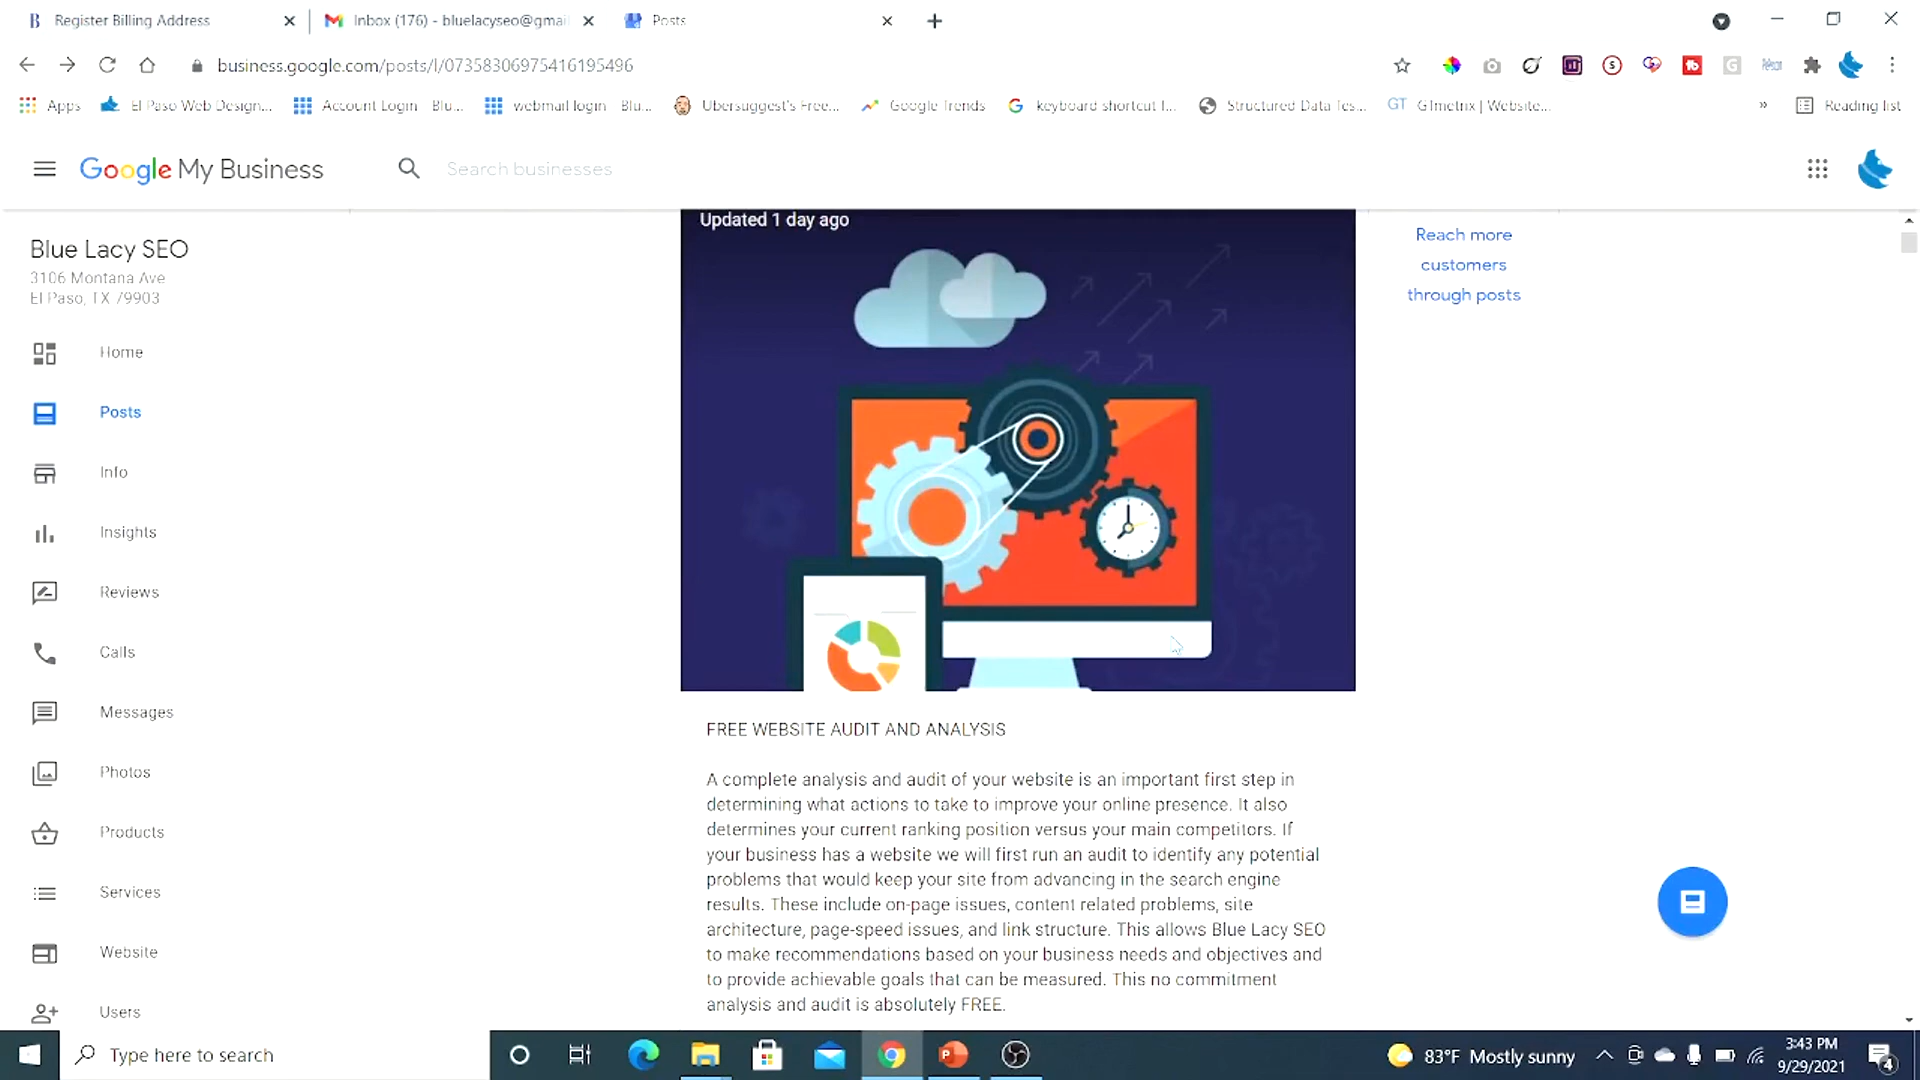 Register Billing Address
Inbox (176) - bluelacyseo@gmai
Posts
business.google.com/posts/l/07358306975416195496
Apps
El Paso Web Design...
Account Login - Blu...
webmail login - Blu...
Ubersuggest's Free...
Google Trends
keyboard shortcut f...
Structured Data Tes...
GT GTmetrix | Website...
»
Reading list
Google My Business
Search businesses
Updated 1 day ago
Reach more
customers
through posts
Blue Lacy SEO
3106 Montana Ave
El Paso, TX 79903
Home
Posts
Info
Insights
Reviews
Calls
Messages
Photos
Products
Services
Website
Users
FREE WEBSITE AUDIT AND ANALYSIS
A complete analysis and audit of your website is an important first step in
determining what actions to take to improve your online presence. It also
determines your current ranking position versus your main competitors. If
your business has a website we will first run an audit to identify any potential
problems that would keep your site from advancing in the search engine
results. These include on-page issues, content related problems, site
architecture, page-speed issues, and link structure. This allows Blue Lacy SEO
to make recommendations based on your business needs and objectives and
to provide achievable goals that can be measured. This no commitment
analysis and audit is absolutely FREE.
Type here to search
83°F Mostly sunny
3:43 PM
9/29/2021
4